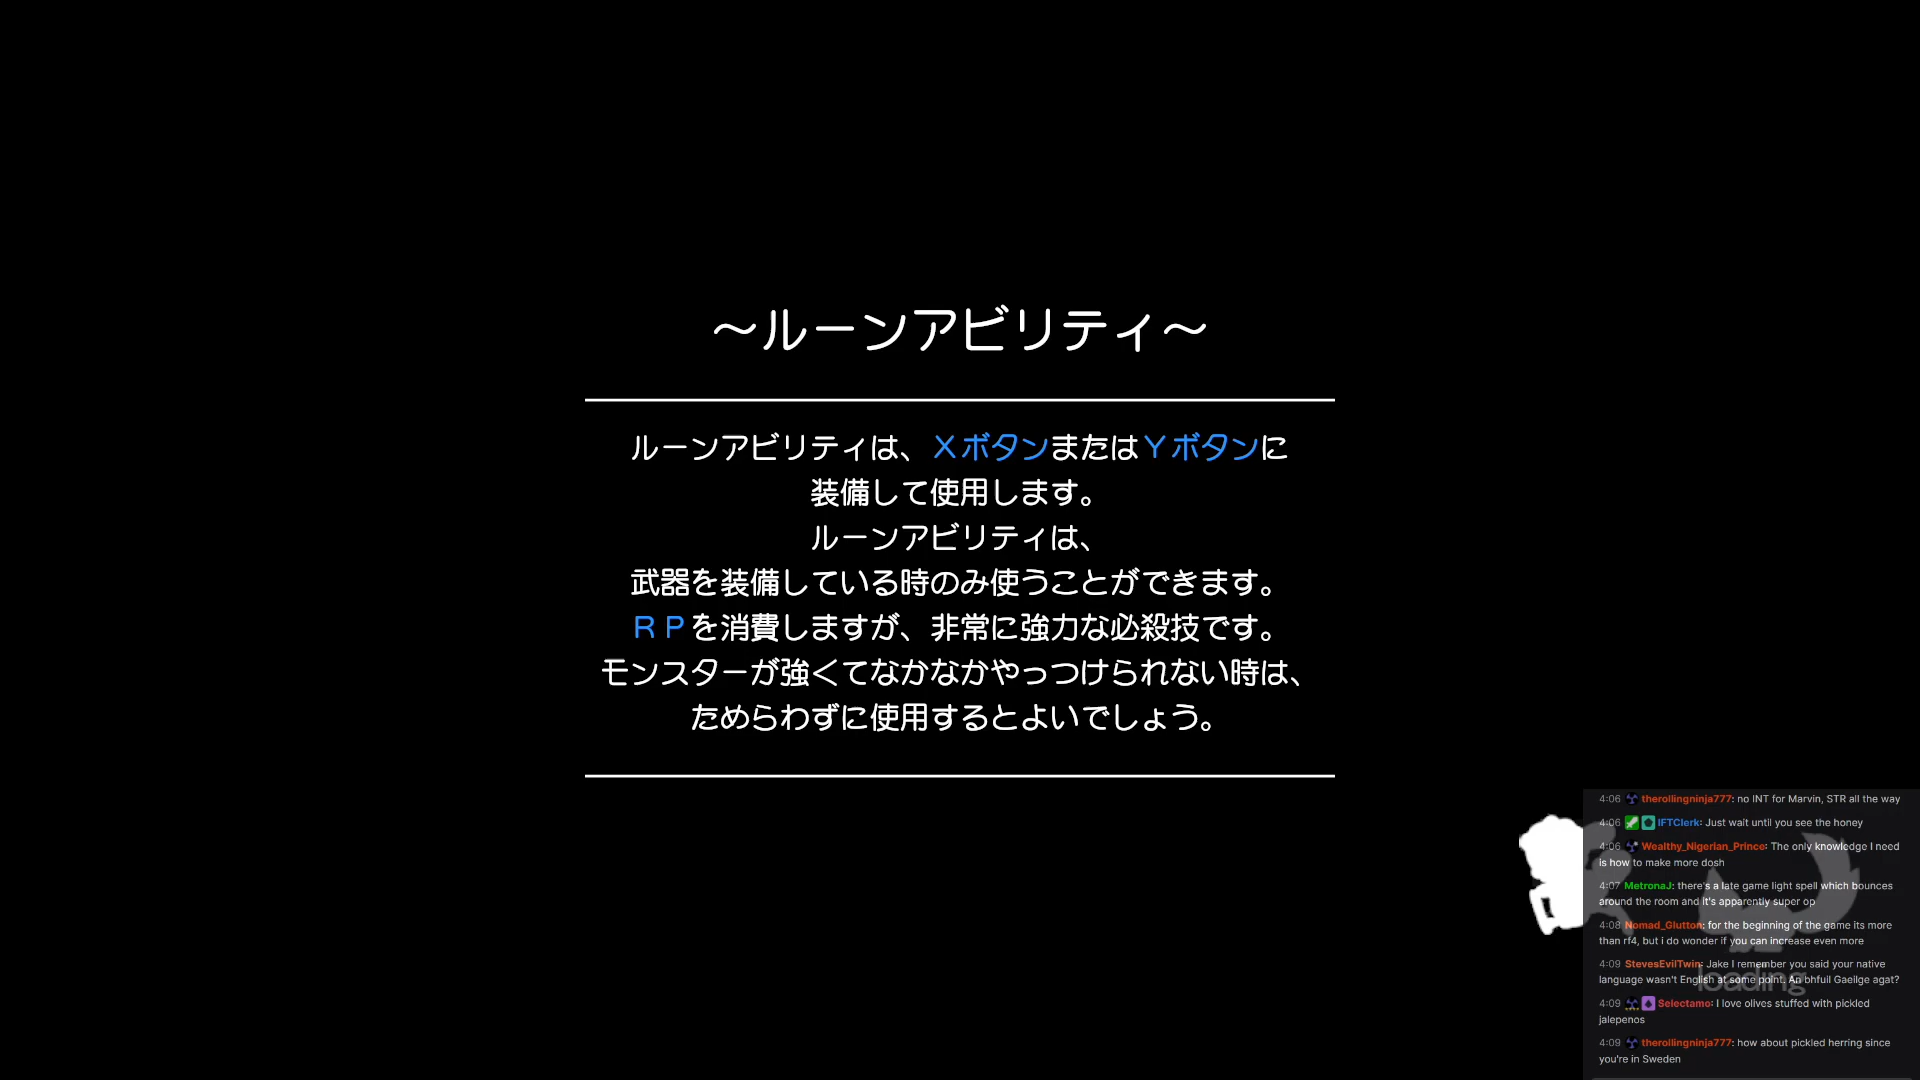 ～ルーンアビリティ～
ルーンアビリティは、XボタンまたはYボタンに
装備して使用します。
ルーンアビリティは、
武器を装備している時のみ使うことができます。
RPを消費しますが、非常に強力な必殺技です。
モンスターが強くてなかなかやっつけられない時は、
ためらわずに使用するとよいでしょう。
4:06 therollingninja777: no INT for Marvin, STR all the way
4:06 IFTClerk: Just wait until you see the honey
4:06 Wealthy_Nigerian_Prince: The only knowledge I need
is how to make more dosh
4:07 MetronaJ: there's a late game light spell which bounces
around the room and it's apparently super op
4:08 Nomad_Glutton: for the beginning of the game its more
than rf4, but i do wonder if you can increase even more
4:09 StevesEvilTwin: Jake I remember you said your native
language wasn't English at some point. An bhfuil Gaeilge agat?
4:09 Selectamo: I love olives stuffed with pickled
jalepenos
4:09 therollingninja777: how about pickled herring since
you're in Sweden
loading